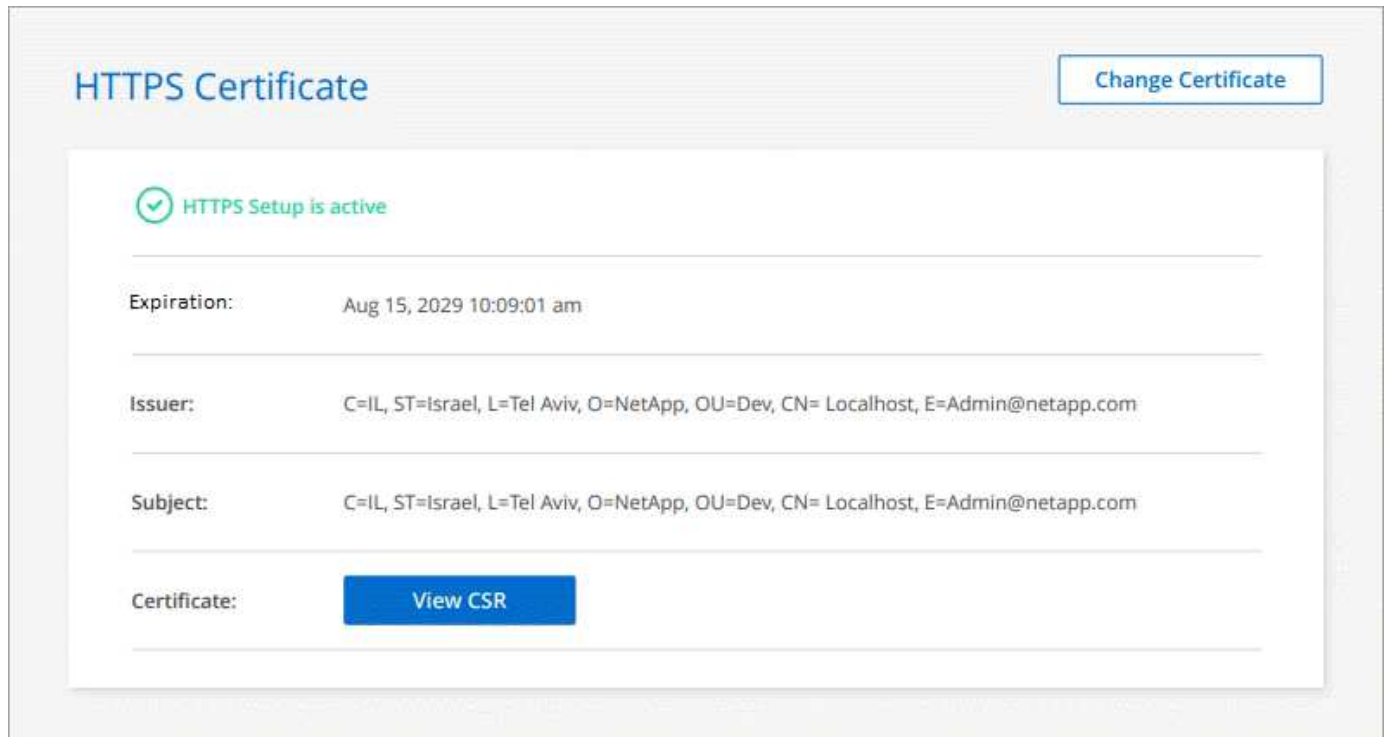 HTTPS Certificate
Change Certificate
HTTPS Setup is active
Expiration: Aug 15, 2029 10:09:01 am
Issuer: C=IL, ST=Israel, L=Tel Aviv, O=NetApp, OU=Dev, CN= Localhost, E=Admin@netapp.com
Subject: C=IL, ST=Israel, L=Tel Aviv, O=NetApp, OU=Dev, CN= Localhost, E=Admin@netapp.com
Certificate: View CSR